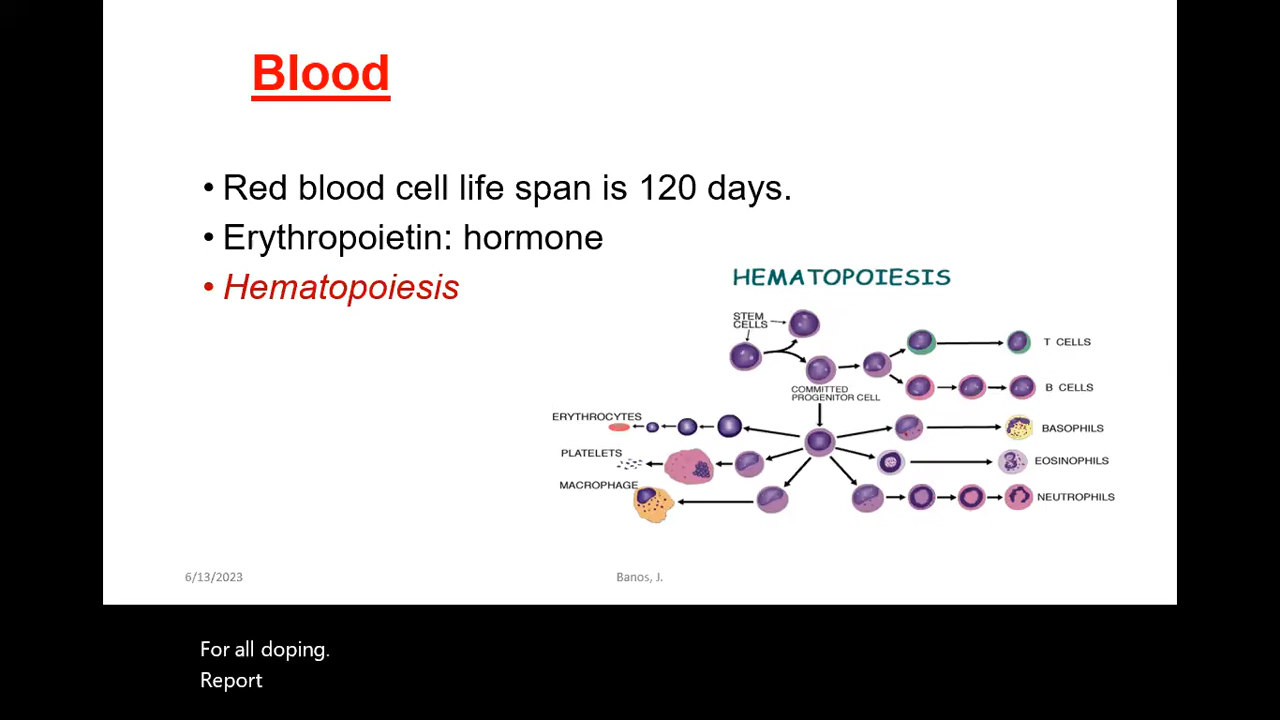 Blood
• Red blood cell life span is 120 days.
• Erythropoietin: hormone
• Hematopoiesis
HEMATOPOIESIS
STEM
CELLS
T CELLS
B CELLS
COMMITTED
PROGENITOR CELL
ERYTHROCYTES
BASOPHILS
PLATELETS
EOSINOPHILS
MACROPHAGE
NEUTROPHILS
6/13/2023
Banos, J.
For all doping.
Report